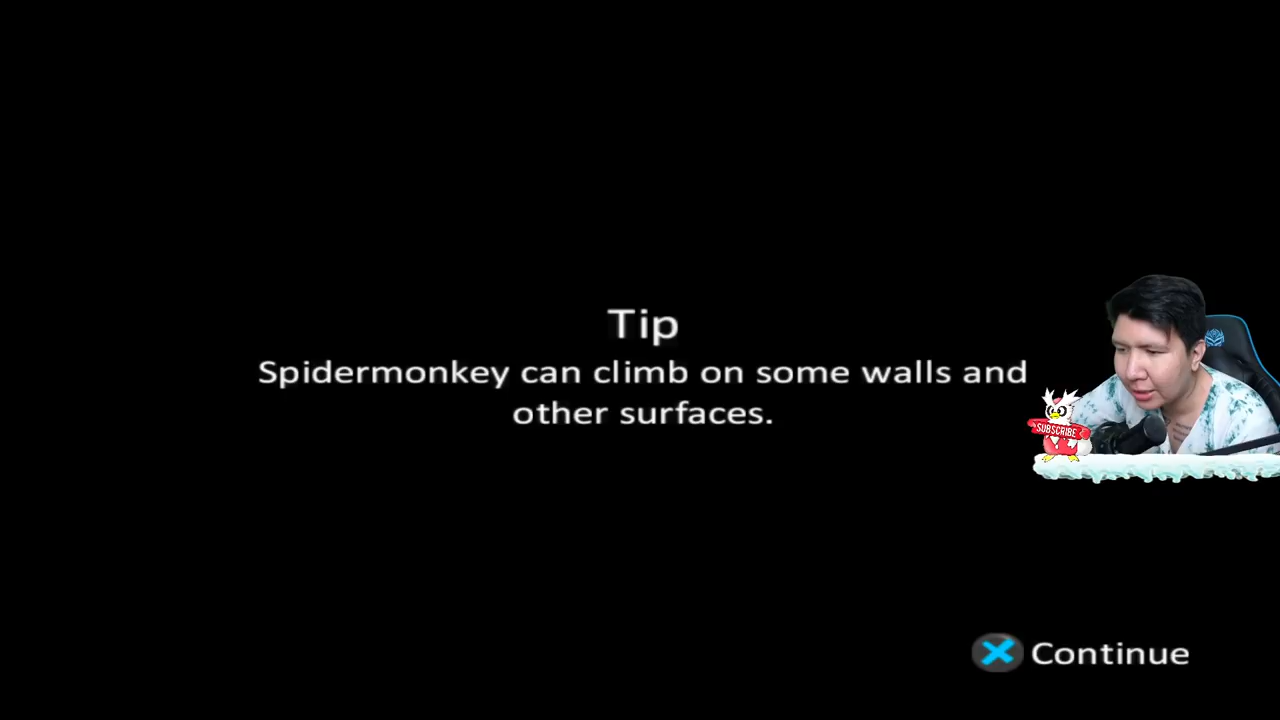 Tip
Spidermonkey can climb on some walls and
other surfaces.
SUBSCRIBE
Continue